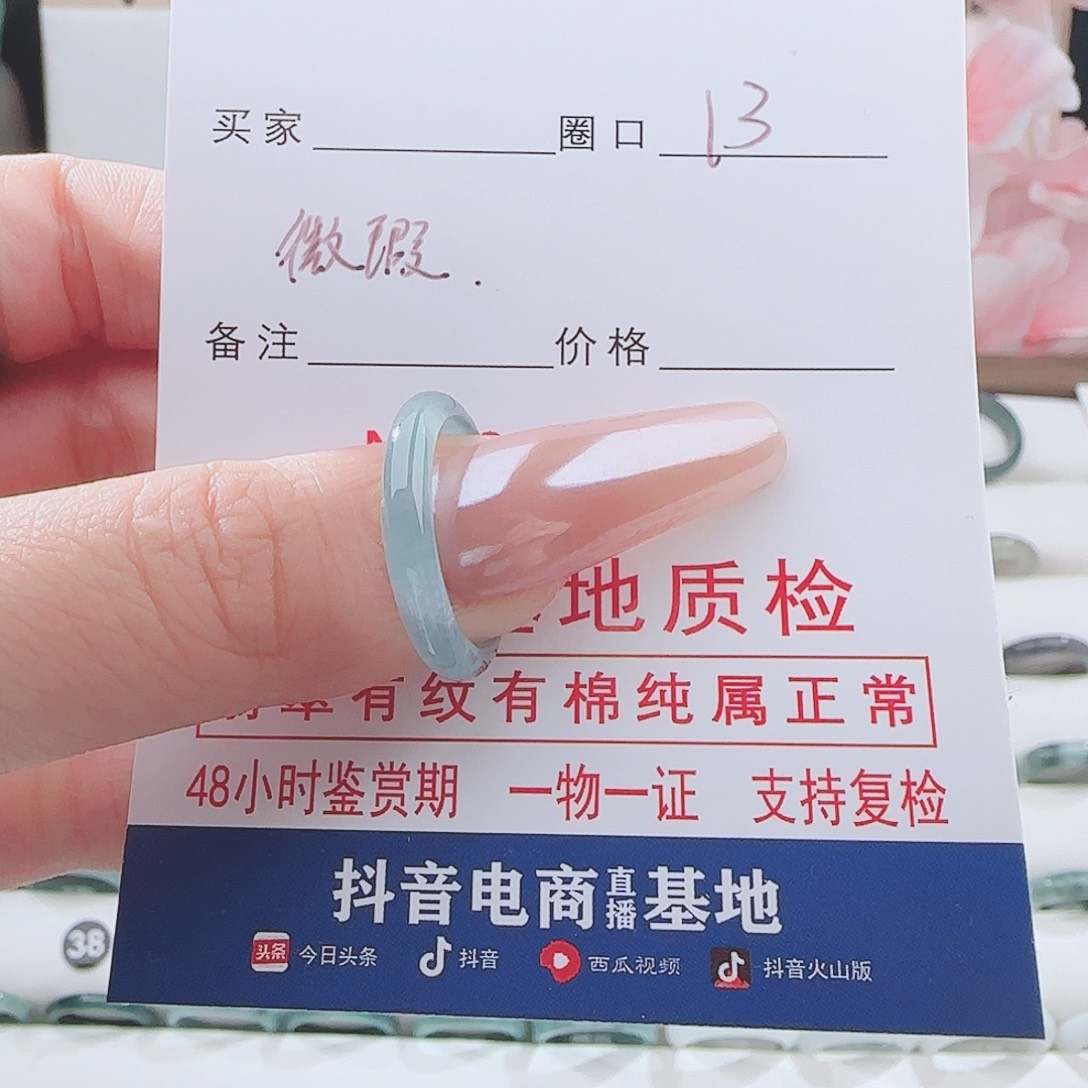 买家 圈口 13
微瑕.
备注 价格
地质检
翠有纹有棉纯属正常
48小时鉴赏期 一物一证 支持复检
抖音电商直播基地
头条 今日头条 抖音 西瓜视频 抖音火山版
38